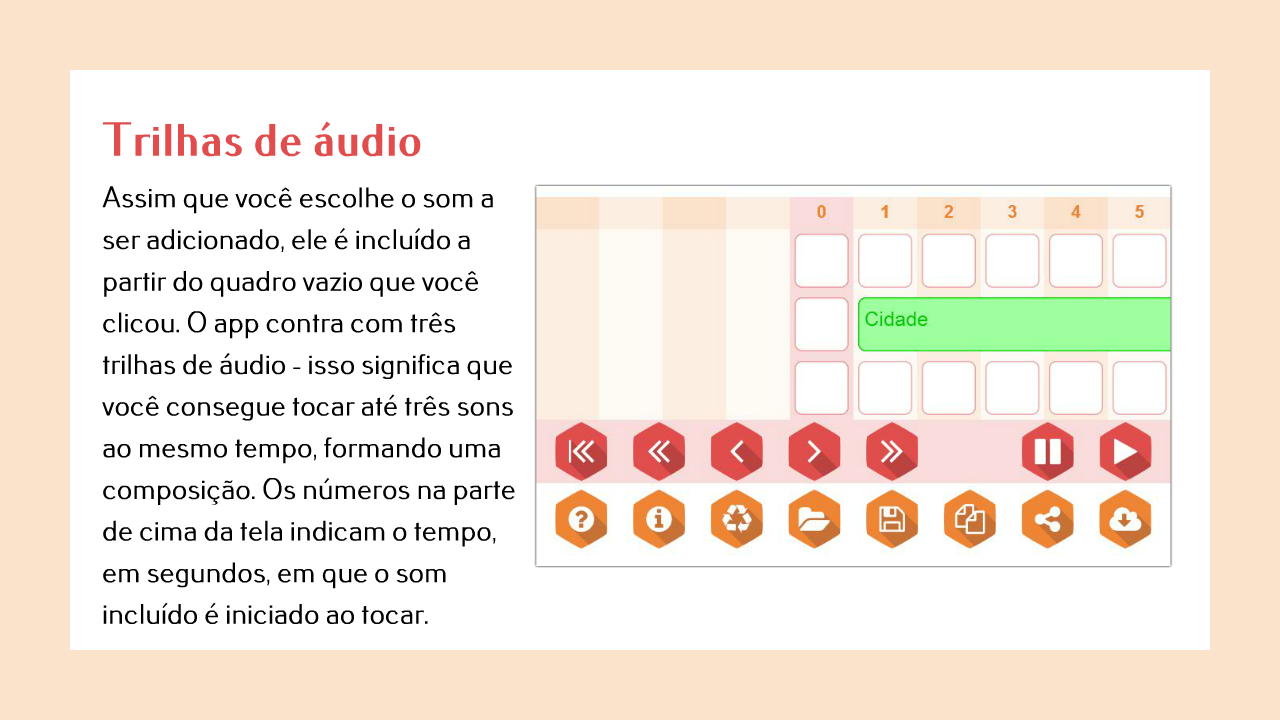 Trilhas de áudio
Assim que você escolhe o som a
ser adicionado, ele é incluído a
partir do quadro vazio que você
clicou. O app contra com três
trilhas de áudio - isso significa que
você consegue tocar até três sons
ao mesmo tempo, formando uma
composição. Os números na parte
de cima da tela indicam o tempo,
em segundos, em que o som
incluído é iniciado ao tocar.
0 1 2 3 4 5
Cidade